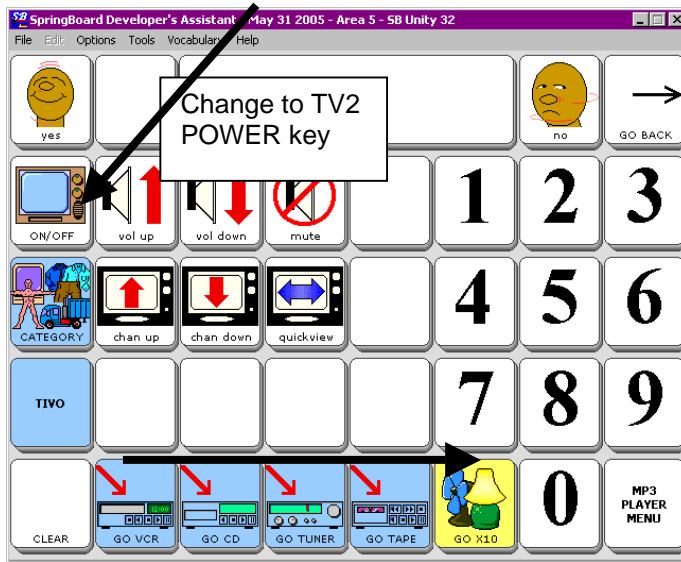 SpringBoard Developer's Assistant - May 31 2005 - Area 5 - SB Unity 32
File Edit Options Tools Vocabulary Help
Change to TV2
POWER key
yes
no
GO BACK
ON/OFF
vol up
vol down
mute
1
2
3
CATEGORY
chan up
chan down
quickview
4
5
6
TIVO
7
8
9
CLEAR
12:00
GO VCR
GO CD
GO TUNER
GO TAPE
GO X10
0
MP3
PLAYER
MENU